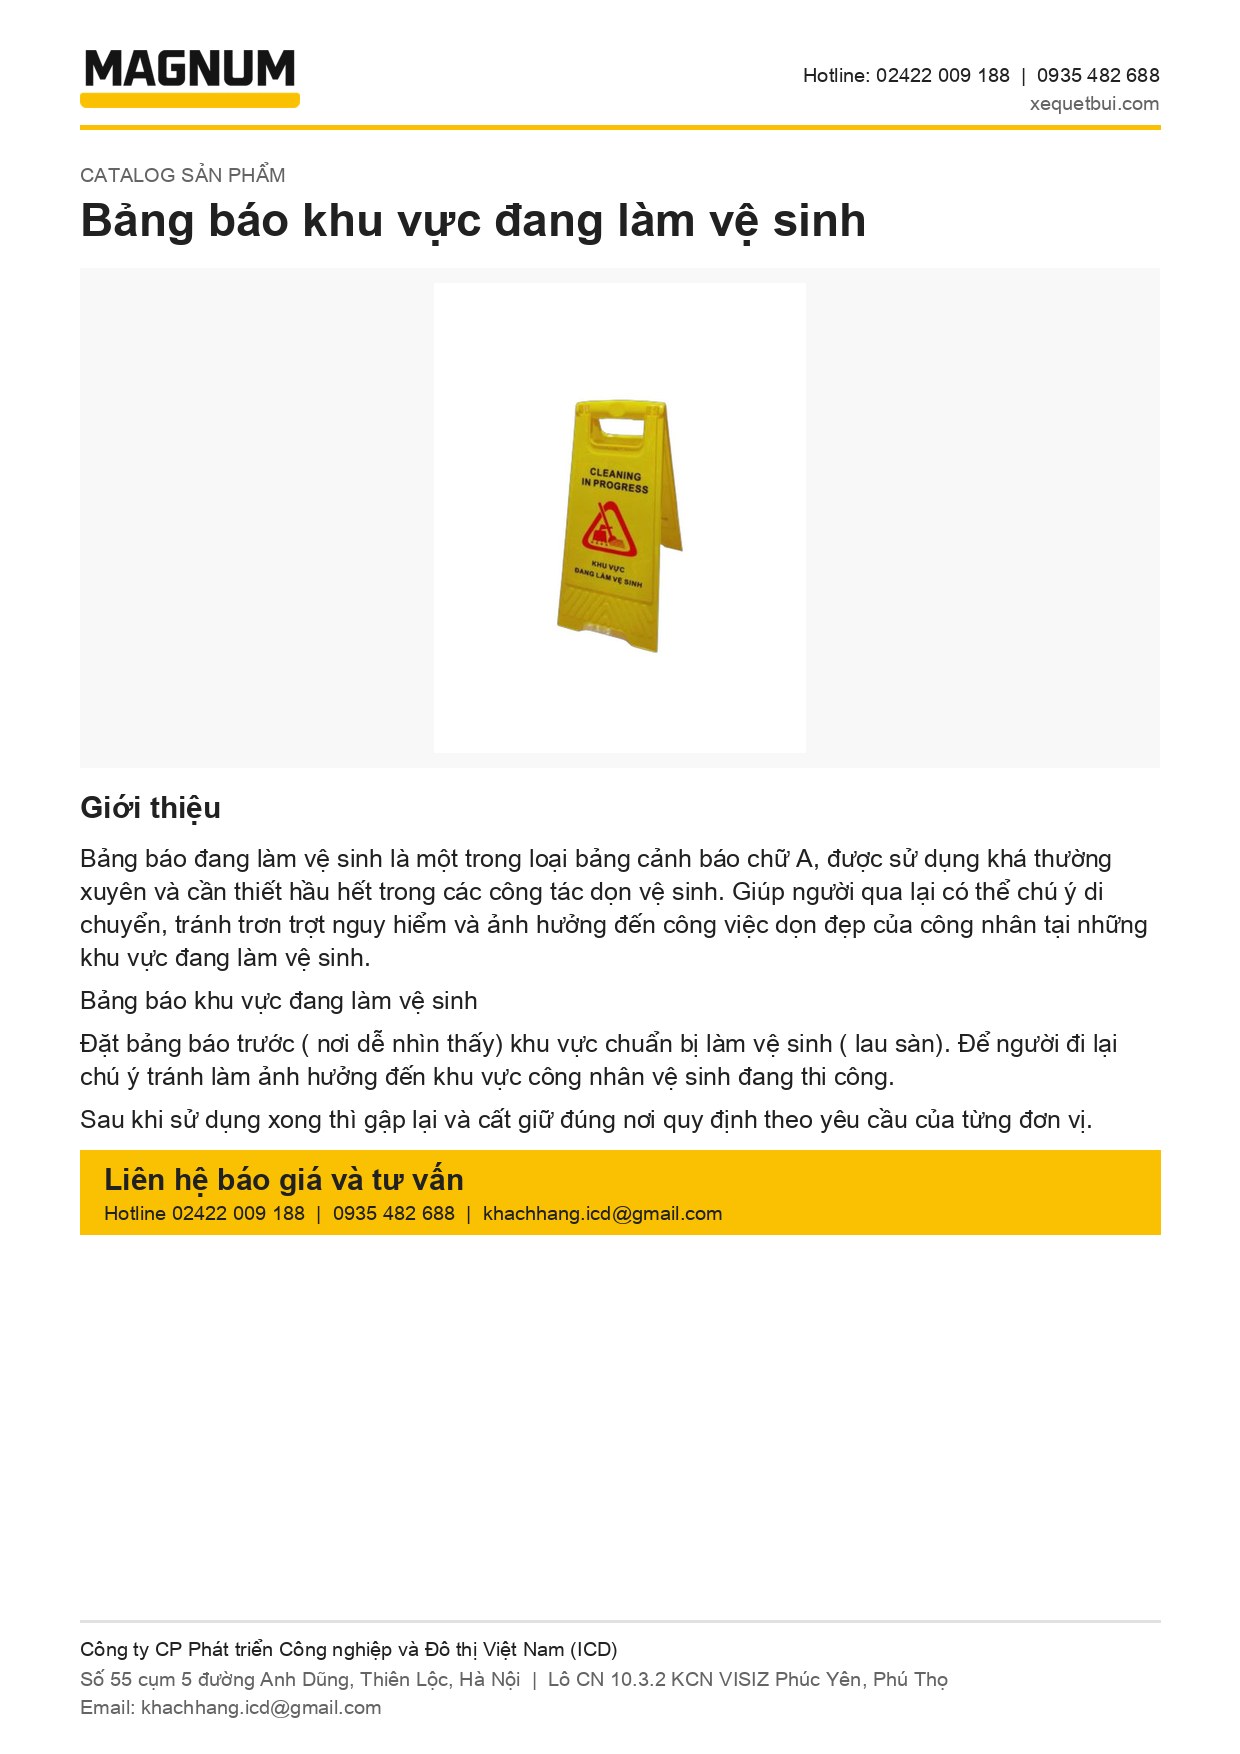 MAGNUM
Hotline: 02422 009 188 | 0935 482 688
xequetbui.com
CATALOG SẢN PHẨM
Bảng báo khu vực đang làm vệ sinh
CLEANING
IN PROGRESS
KHU VỰC
ĐANG LÀM VỆ SINH
Giới thiệu
Bảng báo đang làm vệ sinh là một trong loại bảng cảnh báo chữ A, được sử dụng khá thường
xuyên và cần thiết hầu hết trong các công tác dọn vệ sinh. Giúp người qua lại có thể chú ý di
chuyển, tránh trơn trợt nguy hiểm và ảnh hưởng đến công việc dọn đẹp của công nhân tại những
khu vực đang làm vệ sinh.
Bảng báo khu vực đang làm vệ sinh
Đặt bảng báo trước ( nơi dễ nhìn thấy) khu vực chuẩn bị làm vệ sinh ( lau sàn). Để người đi lại
chú ý tránh làm ảnh hưởng đến khu vực công nhân vệ sinh đang thi công.
Sau khi sử dụng xong thì gập lại và cất giữ đúng nơi quy định theo yêu cầu của từng đơn vị.
Liên hệ báo giá và tư vấn
Hotline 02422 009 188 | 0935 482 688 | khachhang.icd@gmail.com
Công ty CP Phát triển Công nghiệp và Đô thị Việt Nam (ICD)
Số 55 cụm 5 đường Anh Dũng, Thiên Lộc, Hà Nội | Lô CN 10.3.2 KCN VISIZ Phúc Yên, Phú Thọ
Email: khachhang.icd@gmail.com